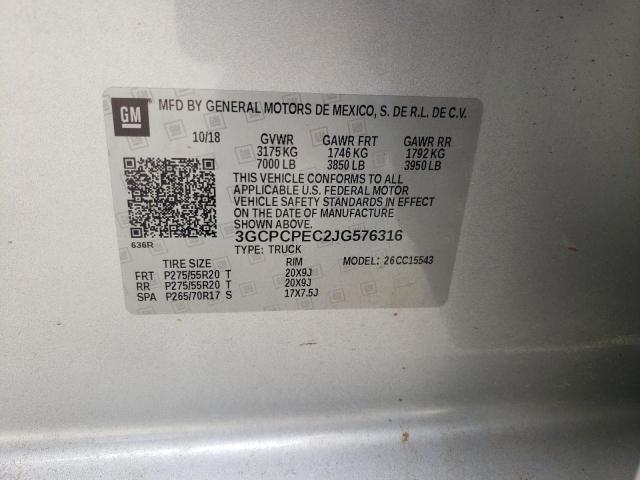 GM
MFD BY GENERAL MOTORS DE MEXICO, S. DE R.L. DE C.V.
10/18 GVWR GAWR FRT GAWR RR
3175 KG 1746 KG 1792 KG
7000 LB 3850 LB 3950 LB
THIS VEHICLE CONFORMS TO ALL
APPLICABLE U.S. FEDERAL MOTOR
VEHICLE SAFETY STANDARDS IN EFFECT
ON THE DATE OF MANUFACTURE
SHOWN ABOVE.
636R
3GCPCPEC2JG576316
TYPE: TRUCK
TIRE SIZE RIM MODEL: 26CC15543
FRT P275/55R20 T 20X9J
RR P275/55R20 T 20X9J
SPA P265/70R17 S 17X7.5J